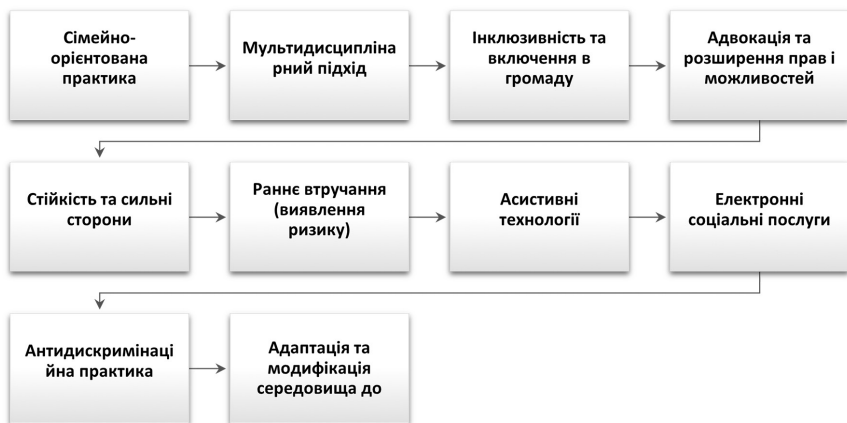 Сімейно-
орієнтована
практика
Мультидисципліна
рний підхід
Інклюзивність та
включення в
громаду
Адвокація та
розширення прав і
можливостей
Стійкість та сильні
сторони
Раннє втручання
(виявлення
ризику)
Асистивні
технології
Електронні
соціальні послуги
Антидискримінаці
йна практика
Адаптація та
модифікація
середовища до